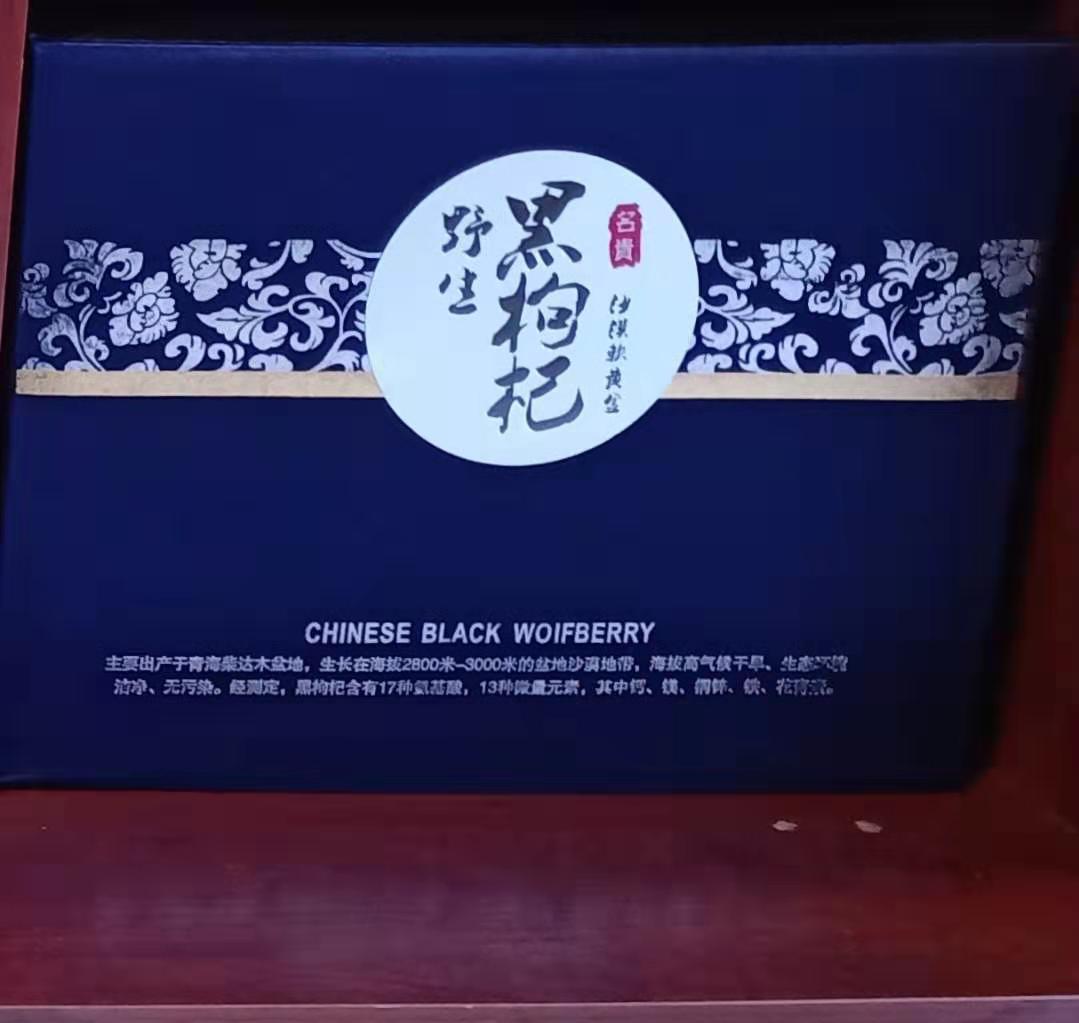 野生
黑枸杞
名貴
沙漠软黄金
CHINESE BLACK WOIFBERRY
主要出产于青海柴达木盆地，生长在海拔2800米-3000米的盆地沙漠地带，海拔高气候干旱、生态环境
洁净、无污染。经测定，黑枸杞含有17种氨基酸，13种微量元素，其中钙、镁、铜锌、铁、花青素。